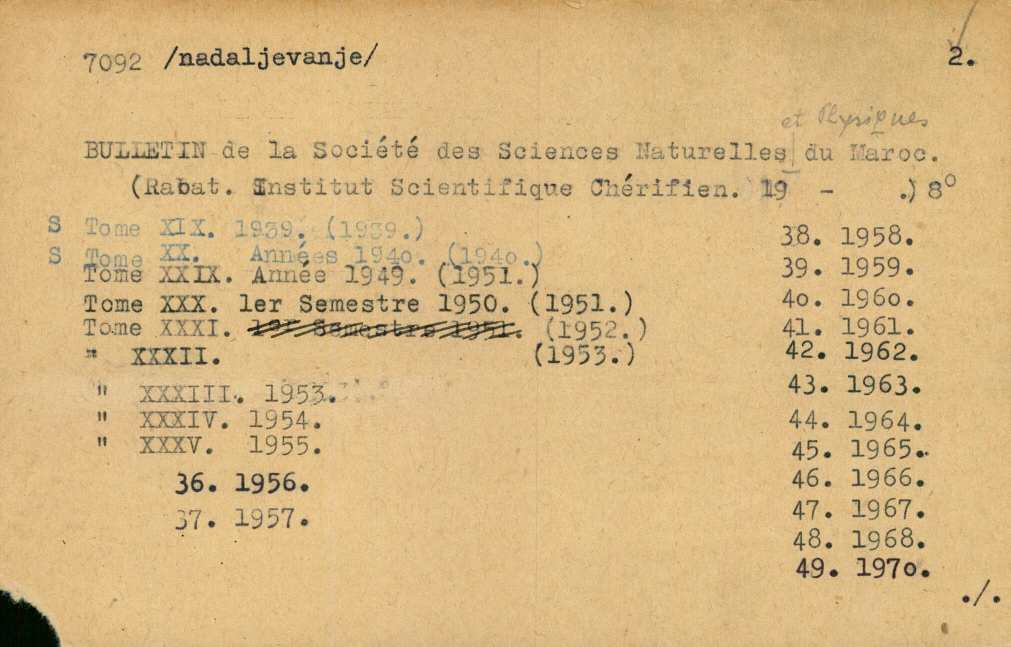 7092 /nadaljevanje/ 2.
et Physiques
BULLETIN de la Société des Sciences Naturelles du Maroc.
(Rabat. Institut Scientifique Chérifien. 19 - .) 8°
S Tome XIX. 1939. (1939.)
S Tome XX. Années 1940. (1940.)
Tome XXIX. Année 1949. (1951.)
Tome XXX. 1er Semestre 1950. (1951.)
Tome XXXI. 1er Semestre 1951. (1952.)
" XXXII. (1953.)
" XXXIII. 1953.
" XXXIV. 1954.
" XXXV. 1955.
36. 1956.
37. 1957.
38. 1958.
39. 1959.
40. 1960.
41. 1961.
42. 1962.
43. 1963.
44. 1964.
45. 1965.
46. 1966.
47. 1967.
48. 1968.
49. 1970.
./.